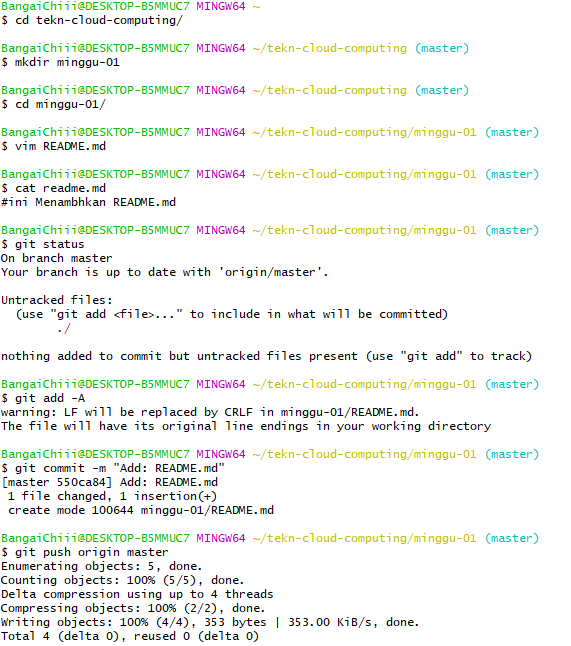 BangaiChiii@DESKTOP-B5MMUC7 MINGW64 ~
$ cd tekn-cloud-computing/
BangaiChiii@DESKTOP-B5MMUC7 MINGW64 ~/tekn-cloud-computing (master)
$ mkdir minggu-01
BangaiChiii@DESKTOP-B5MMUC7 MINGW64 ~/tekn-cloud-computing (master)
$ cd minggu-01/
BangaiChiii@DESKTOP-B5MMUC7 MINGW64 ~/tekn-cloud-computing/minggu-01 (master)
$ vim README.md
BangaiChiii@DESKTOP-B5MMUC7 MINGW64 ~/tekn-cloud-computing/minggu-01 (master)
$ cat readme.md
#ini Menambhkan README.md
BangaiChiii@DESKTOP-B5MMUC7 MINGW64 ~/tekn-cloud-computing/minggu-01 (master)
$ git status
On branch master
Your branch is up to date with 'origin/master'.
Untracked files:
(use "git add <file>..." to include in what will be committed)
./
nothing added to commit but untracked files present (use "git add" to track)
BangaiChiii@DESKTOP-B5MMUC7 MINGW64 ~/tekn-cloud-computing/minggu-01 (master)
$ git add -A
warning: LF will be replaced by CRLF in minggu-01/README.md.
The file will have its original line endings in your working directory
BangaiChiii@DESKTOP-B5MMUC7 MINGW64 ~/tekn-cloud-computing/minggu-01 (master)
$ git commit -m "Add: README.md"
[master 550ca84] Add: README.md
1 file changed, 1 insertion(+)
create mode 100644 minggu-01/README.md
BangaiChiii@DESKTOP-B5MMUC7 MINGW64 ~/tekn-cloud-computing/minggu-01 (master)
$ git push origin master
Enumerating objects: 5, done.
Counting objects: 100% (5/5), done.
Delta compression using up to 4 threads
Compressing objects: 100% (2/2), done.
Writing objects: 100% (4/4), 353 bytes | 353.00 KiB/s, done.
Total 4 (delta 0), reused 0 (delta 0)